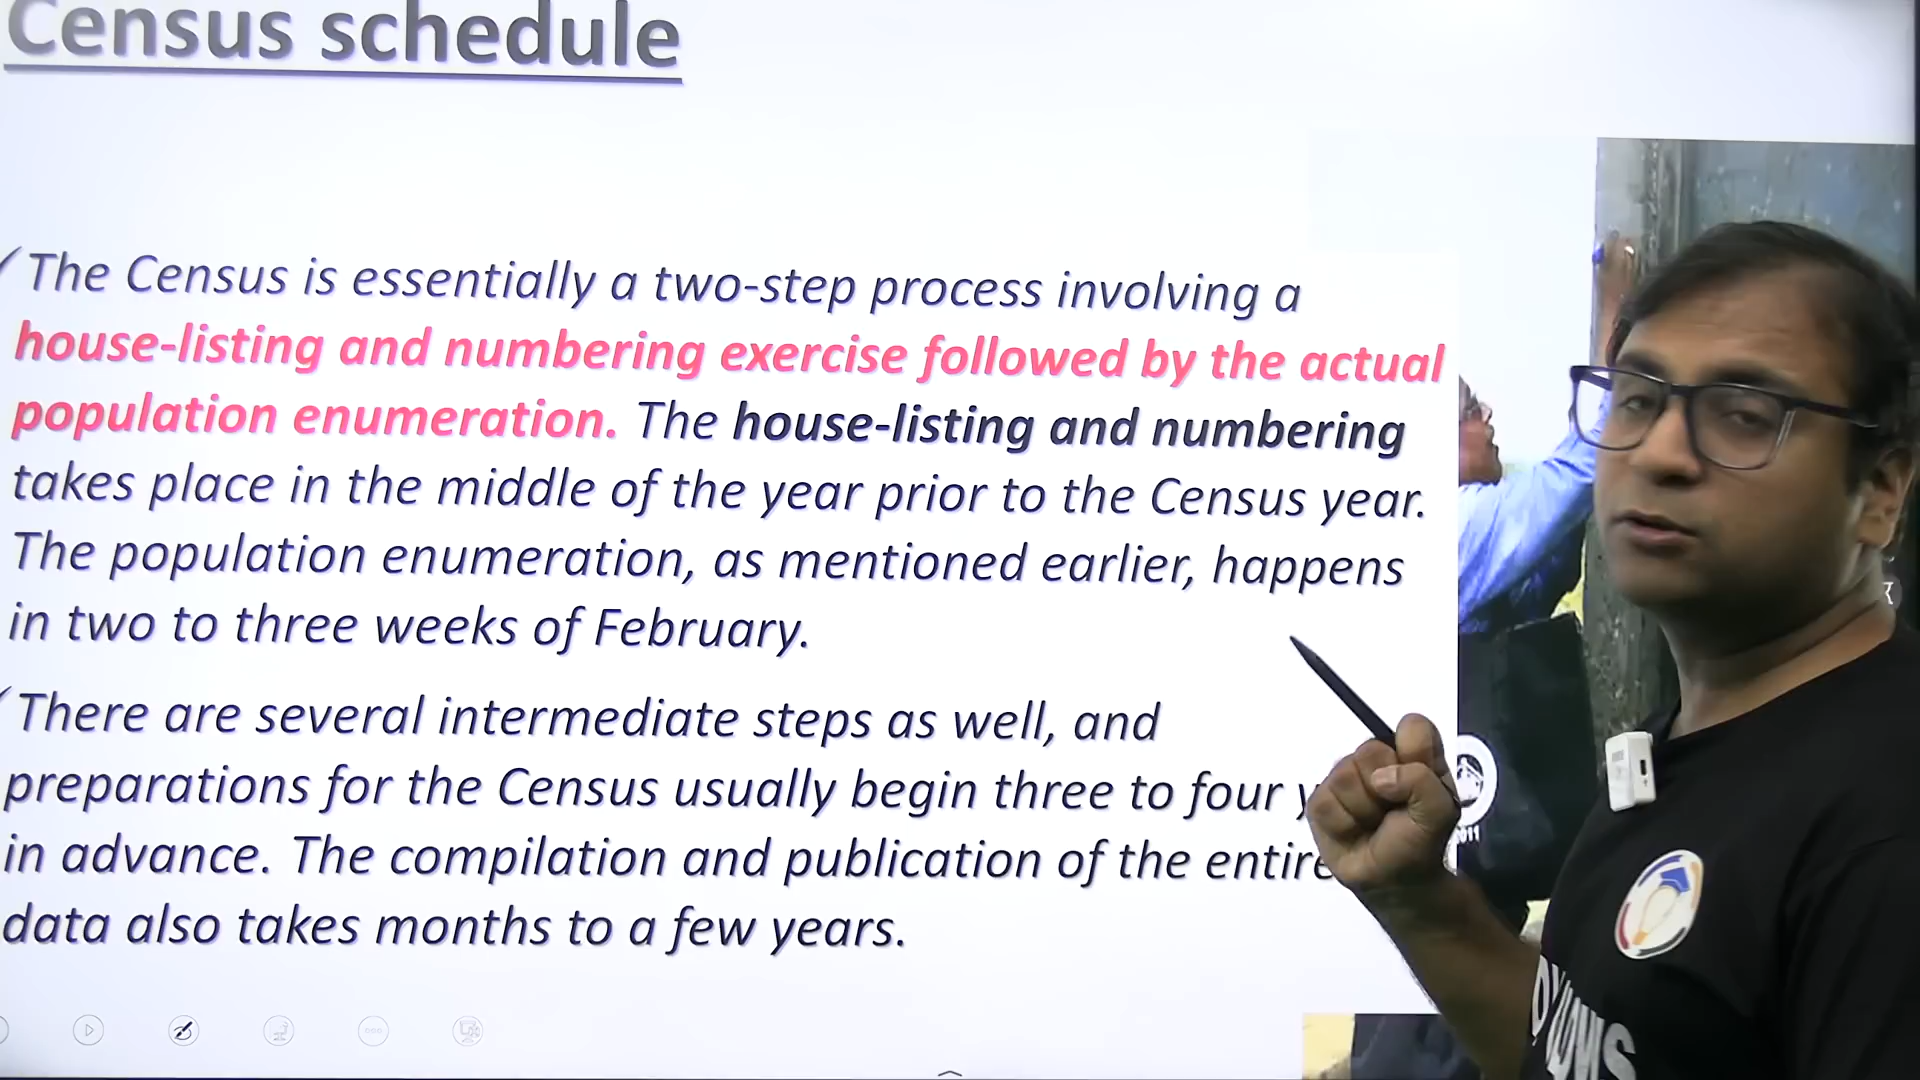 Census schedule
The Census is essentially a two-step process involving a
house-listing and numbering exercise followed by the actual
population enumeration. The house-listing and numbering
takes place in the middle of the year prior to the Census year.
The population enumeration, as mentioned earlier, happens
in two to three weeks of February.
There are several intermediate steps as well, and
preparations for the Census usually begin three to four y
in advance. The compilation and publication of the entire
data also takes months to a few years.
2011